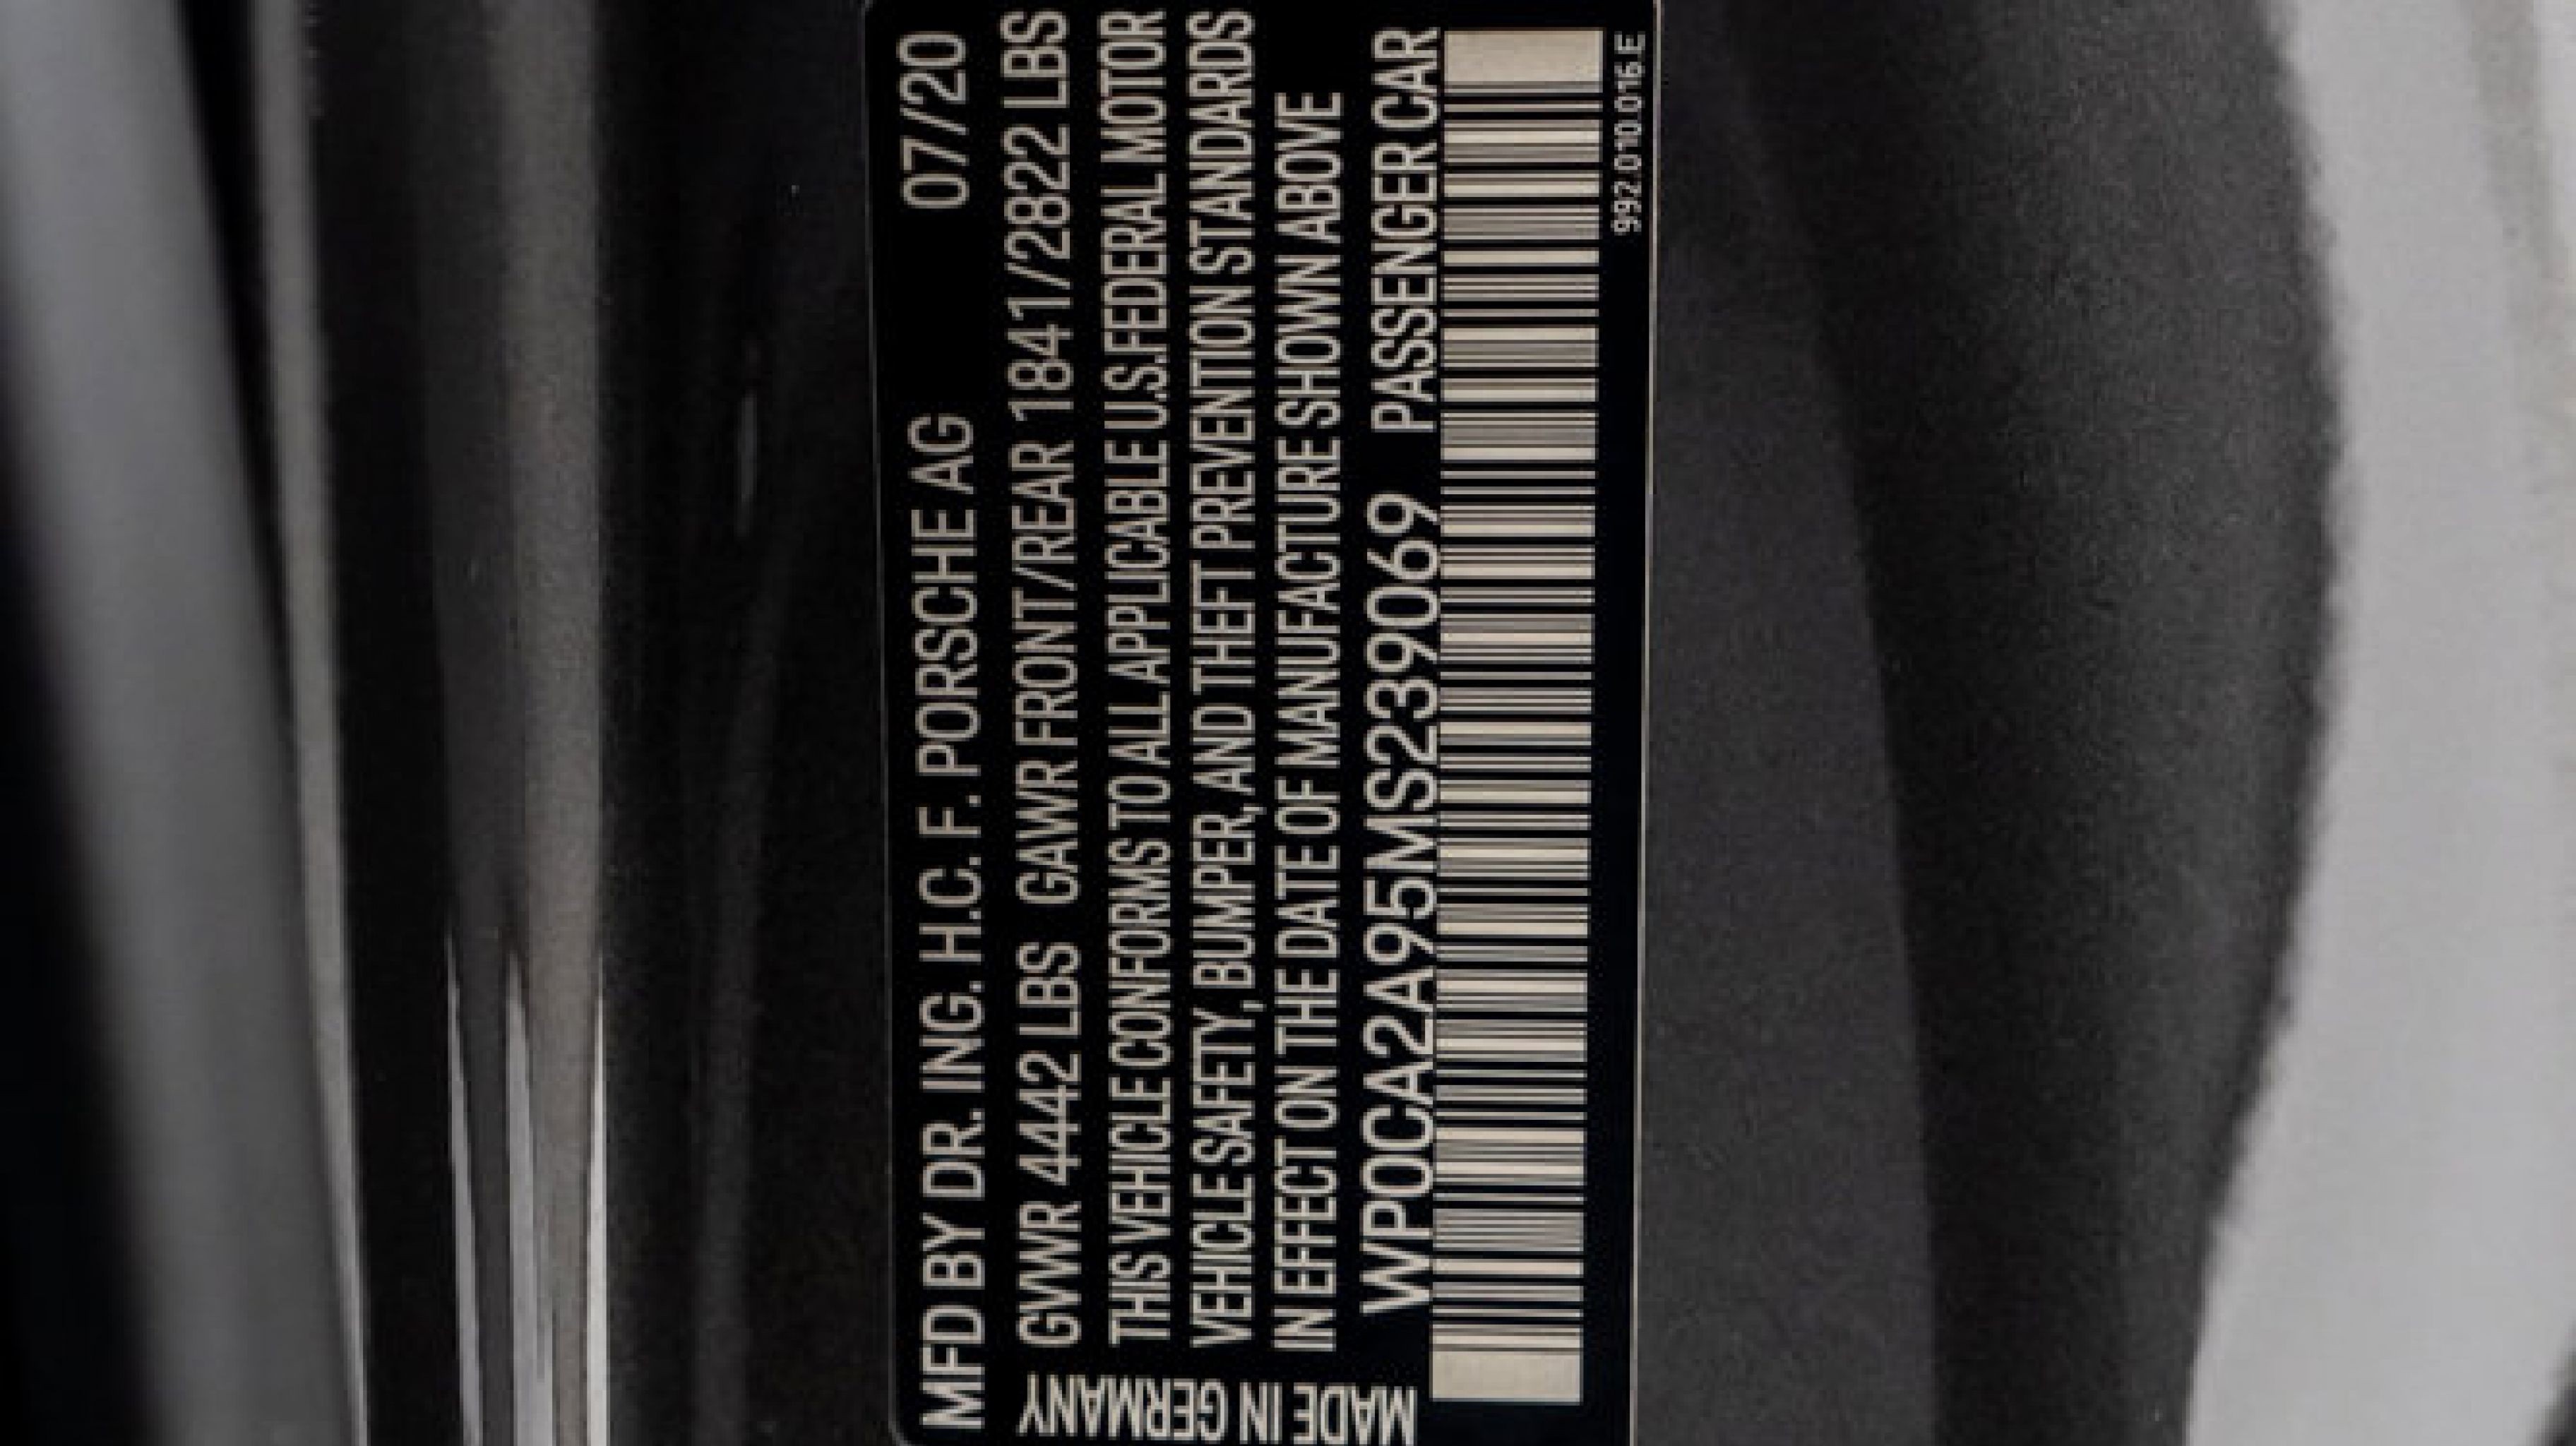 MFD BY DR. ING. H.C. F. PORSCHE AG 07/20
GVWR 4442 LBS GAWR FRONT/REAR 1841/2822 LBS
THIS VEHICLE CONFORMS TO ALL APPLICABLE U.S. FEDERAL MOTOR
VEHICLE SAFETY, BUMPER, AND THEFT PREVENTION STANDARDS
IN EFFECT ON THE DATE OF MANUFACTURE SHOWN ABOVE
WP0CA2A95MS239069 PASSENGER CAR
992.010.016.E
MADE IN GERMANY